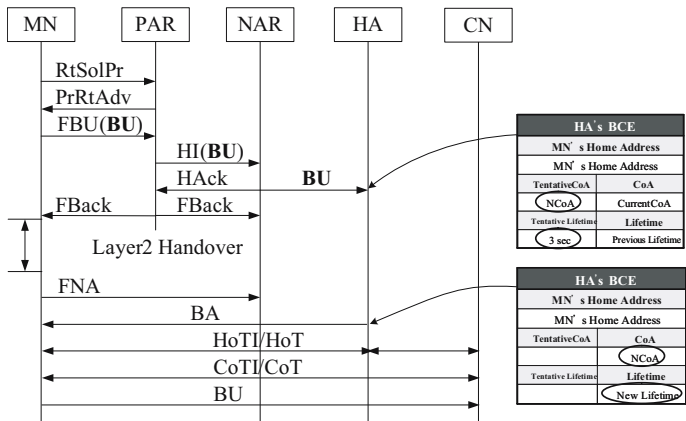 MN PAR NAR HA CN
RtSolPr
PrRtAdv
FBU(BU)
HI(BU)
HAck BU
FBack FBack
Layer2 Handover
FNA
BA
HoTI/HoT
CoTI/CoT
BU
HA's BCE
MN's Home Address
MN's Home Address
TentativeCoA CoA
NCoA CurrentCoA
Tentative Lifetime Lifetime
3 sec Previous Lifetime
HA's BCE
MN's Home Address
MN's Home Address
TentativeCoA CoA
NCoA
Tentative Lifetime Lifetime
New Lifetime